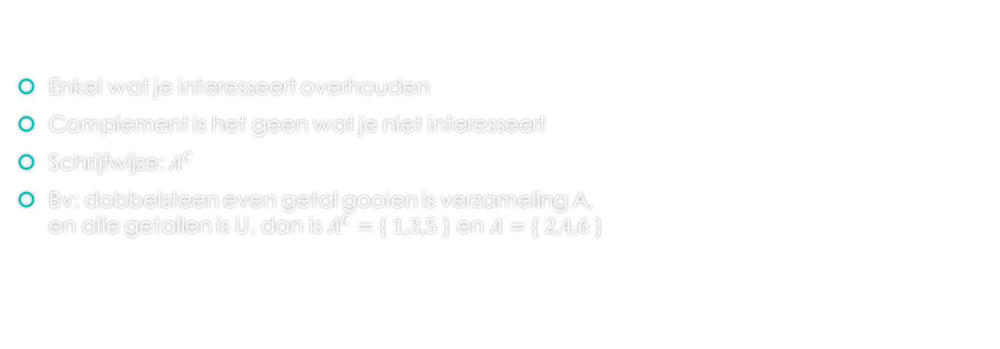 Enkel wat je interesseert overhouden
Complement is het geen wat je niet interesseert
Schrijfwijze: A^C
Bv: dobbelsteen even getal gooien is verzameling A,
en alle getallen is U, dan is A^C = { 1,3,5 } en A = { 2,4,6 }